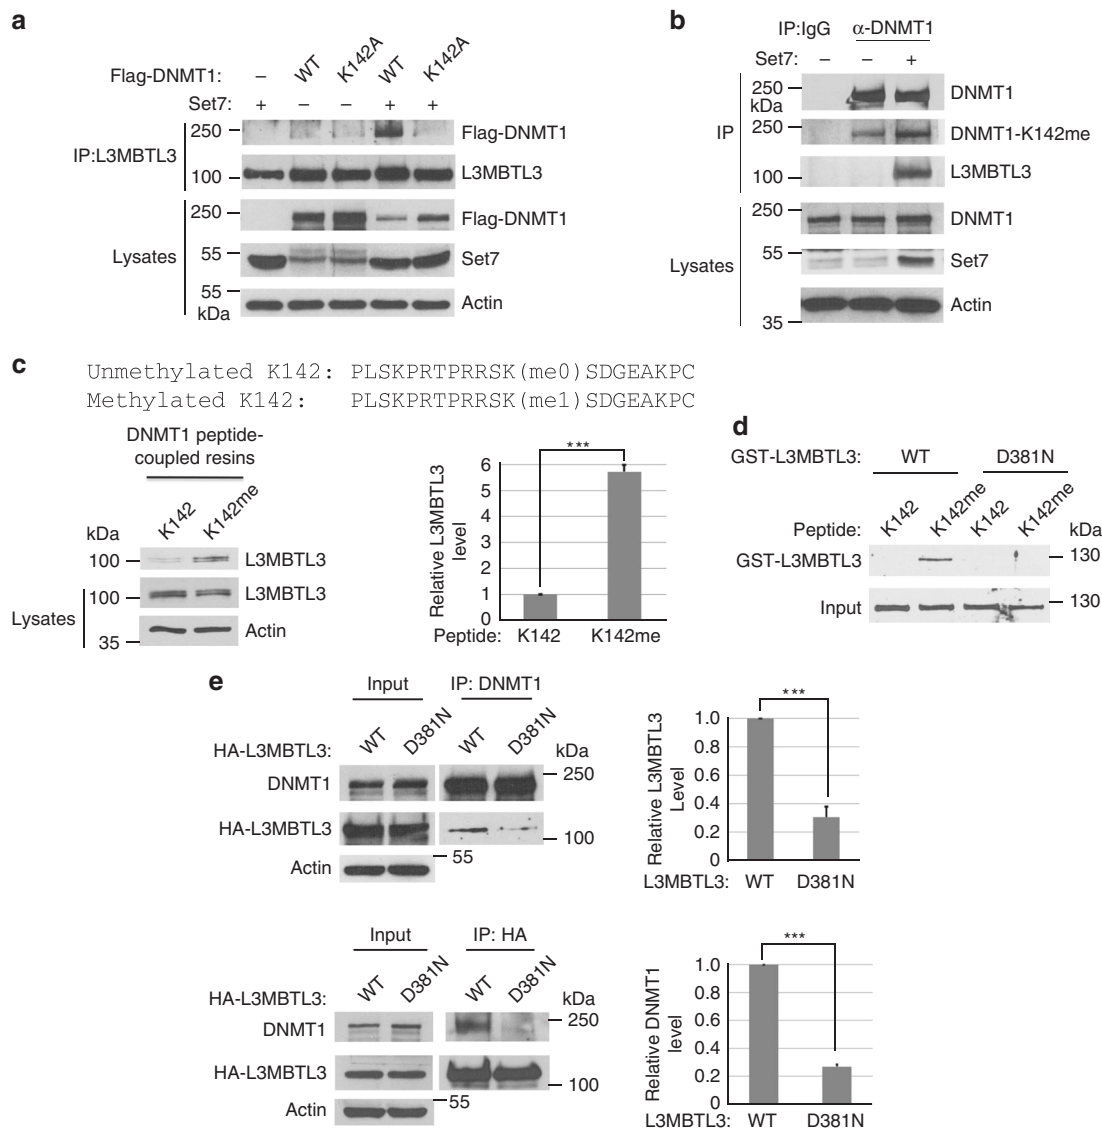 a
Flag-DNMT1: – WT K142A WT K142A
Set7: + – – + +
IP:L3MBTL3
250
Flag-DNMT1
100
L3MBTL3
Lysates
250
Flag-DNMT1
55
Set7
55
kDa
Actin
b
IP:IgG α-DNMT1
Set7: – – +
IP
250
kDa
DNMT1
250
DNMT1-K142me
100
L3MBTL3
Lysates
250
DNMT1
55
Set7
35
Actin
c
Unmethylated K142: PLSKPRTPRRSK(me0)SDGEAKPC
Methylated K142: PLSKPRTPRRSK(me1)SDGEAKPC
DNMT1 peptide-
coupled resins
kDa K142 K142me
100 L3MBTL3
Lysates
100 L3MBTL3
35 Actin
Relative L3MBTL3
level
6
5
4
3
2
1
0
***
Peptide: K142 K142me
d
GST-L3MBTL3: WT D381N
Peptide: K142 K142me K142 K142me kDa
GST-L3MBTL3 130
Input 130
e
Input IP: DNMT1
HA-L3MBTL3: WT D381N WT D381N kDa
DNMT1 250
HA-L3MBTL3 100
Actin 55
Relative L3MBTL3
Level
1.0
0.8
0.6
0.4
0.2
0
***
L3MBTL3: WT D381N
Input IP: HA
HA-L3MBTL3: WT D381N WT D381N kDa
DNMT1 250
HA-L3MBTL3 100
Actin 55
Relative DNMT1
level
1.0
0.8
0.6
0.4
0.2
0
***
L3MBTL3: WT D381N